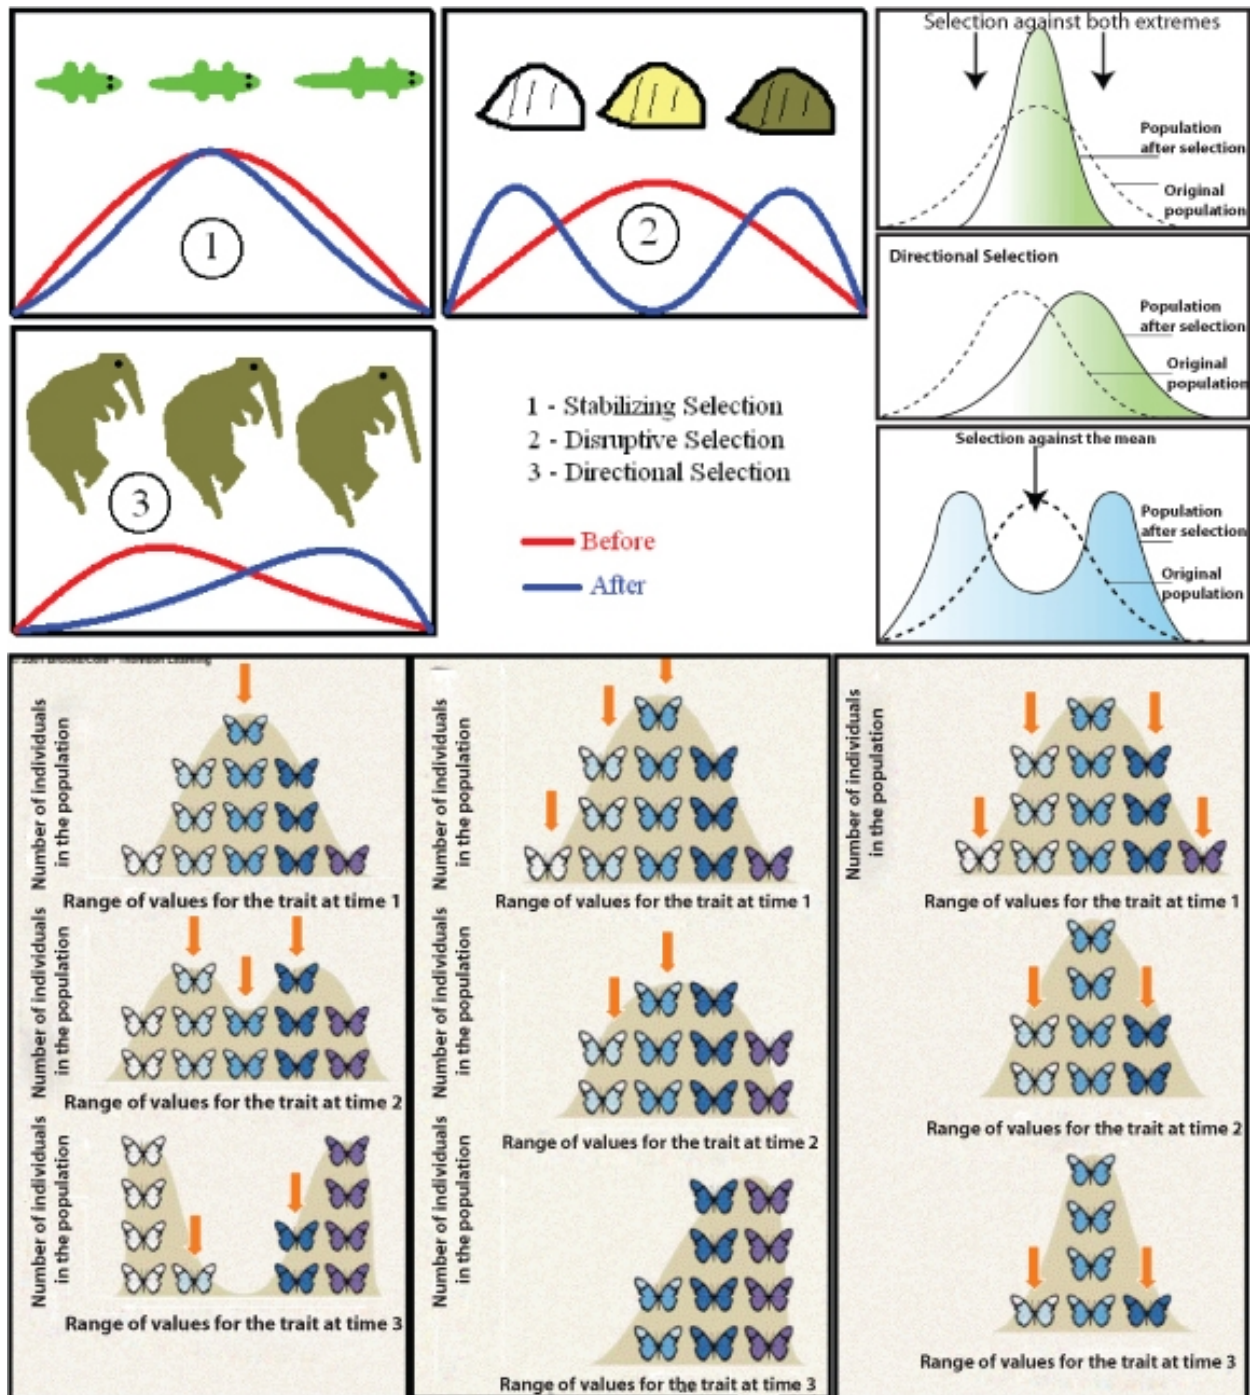 1
2
Selection against both extremes
Population
after selection
Original
population
Directional Selection
Population
after selection
Original
population
3
1 - Stabilizing Selection
2 - Disruptive Selection
3 - Directional Selection
Before
After
Selection against the mean
Population
after selection
Original
population
2001 Brooks/Cole - Thomson Learning
Number of individuals
in the population
Range of values for the trait at time 1
Number of individuals
in the population
Range of values for the trait at time 2
Number of individuals
in the population
Range of values for the trait at time 3
Number of individuals
in the population
Range of values for the trait at time 1
Number of individuals
in the population
Range of values for the trait at time 2
Number of individuals
in the population
Range of values for the trait at time 3
Number of individuals
in the population
Range of values for the trait at time 1
Range of values for the trait at time 2
Range of values for the trait at time 3